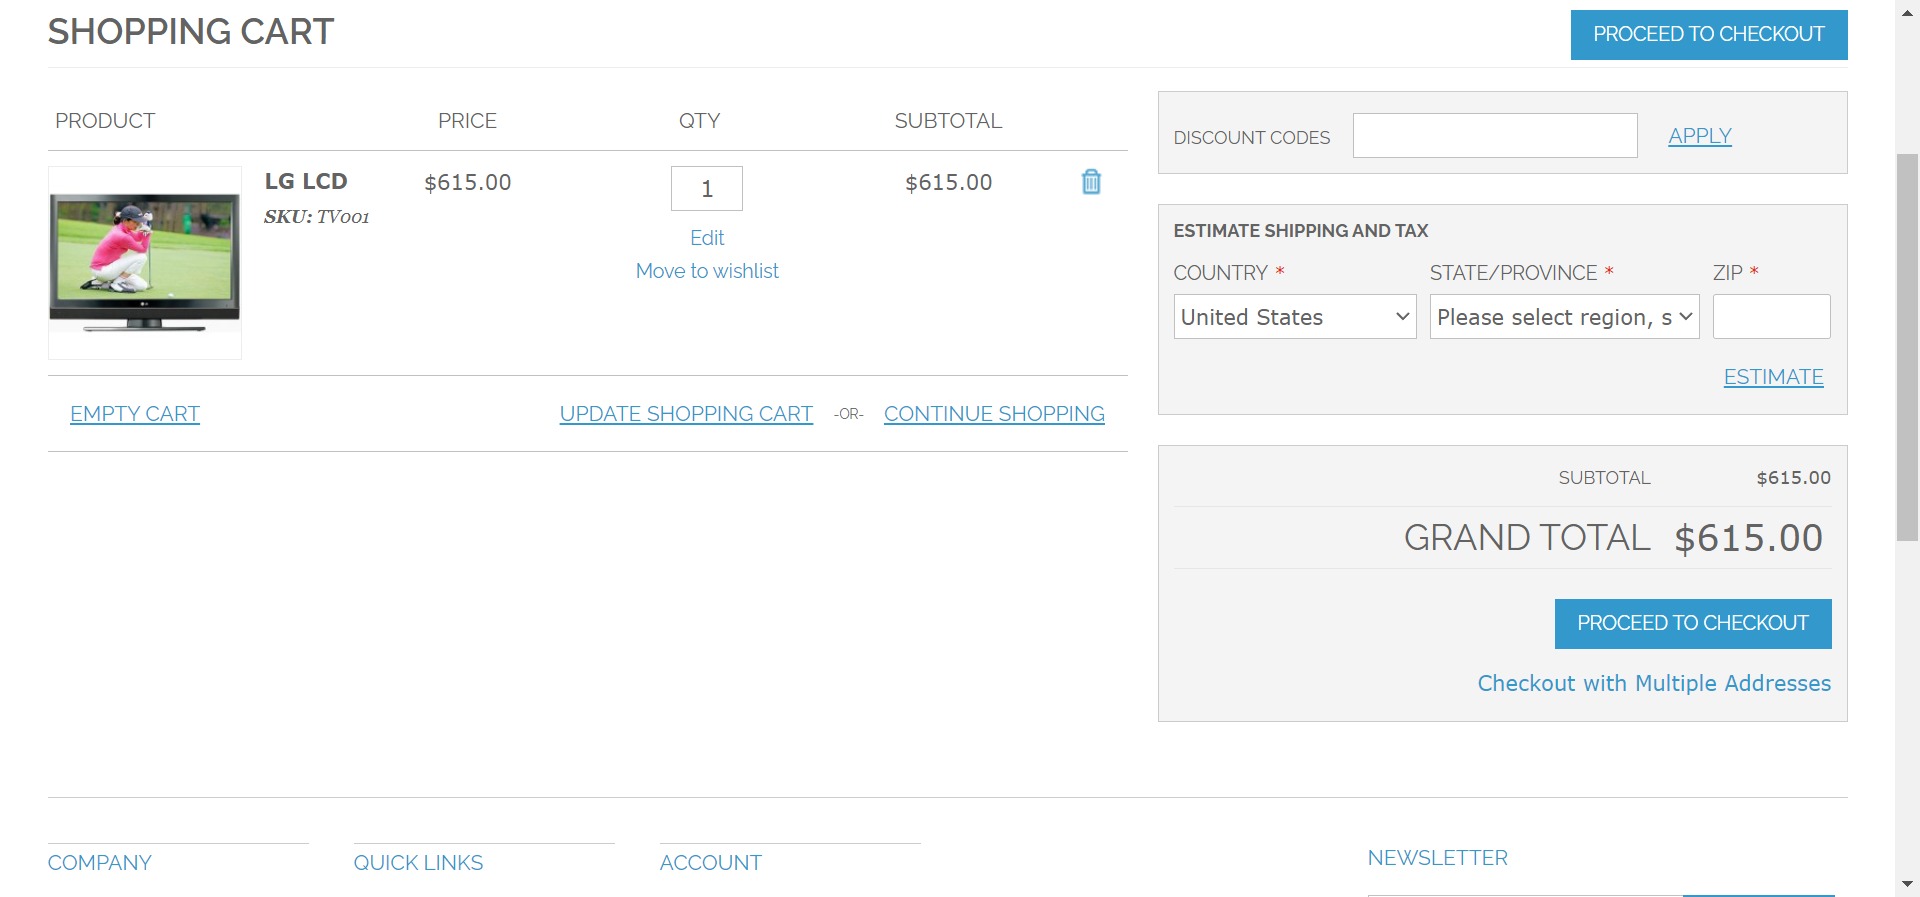 SHOPPING CART
PROCEED TO CHECKOUT
PRODUCT PRICE QTY SUBTOTAL
LG LCD $615.00 1 $615.00
SKU: TV001
Edit
Move to wishlist
EMPTY CART UPDATE SHOPPING CART -OR- CONTINUE SHOPPING
DISCOUNT CODES APPLY
ESTIMATE SHIPPING AND TAX
COUNTRY * STATE/PROVINCE * ZIP *
United States Please select region, s
ESTIMATE
SUBTOTAL $615.00
GRAND TOTAL $615.00
PROCEED TO CHECKOUT
Checkout with Multiple Addresses
COMPANY QUICK LINKS ACCOUNT NEWSLETTER